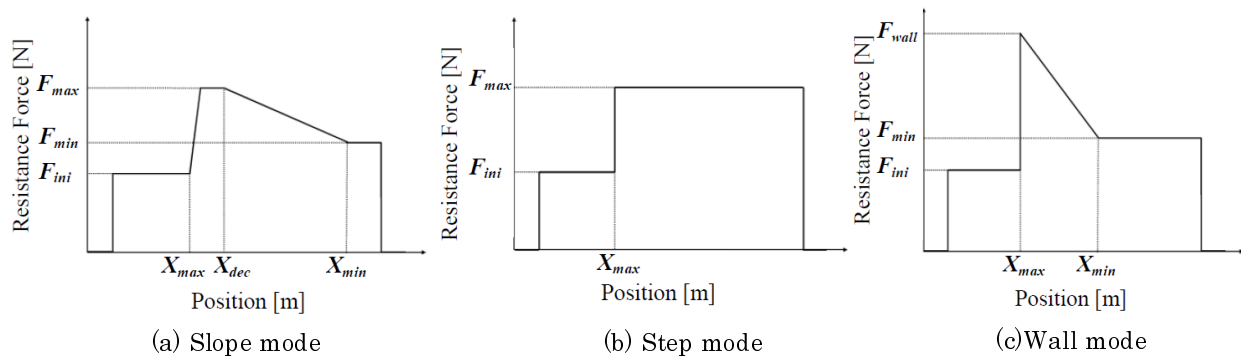 Resistance Force [N]
F_max
F_min
F_ini
X_max
X_dec
X_min
Position [m]
(a) Slope mode
Resistance Force [N]
F_max
F_ini
X_max
Position [m]
(b) Step mode
Resistance Force [N]
F_wall
F_min
F_ini
X_max
X_min
Position [m]
(c)Wall mode